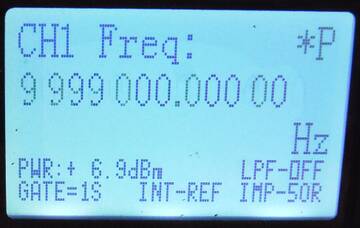 CH1 Freq: *P
9 999 000.000 00
Hz
PWR:+ 6.9dBm LPF-OFF
GATE=1S INT-REF IMP-50R